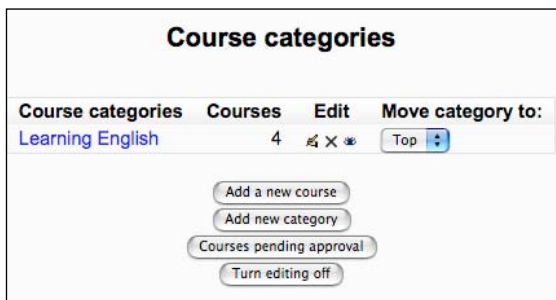 Course categories
Course categories Courses Edit Move category to:
Learning English 4 Top
Add a new course
Add new category
Courses pending approval
Turn editing off